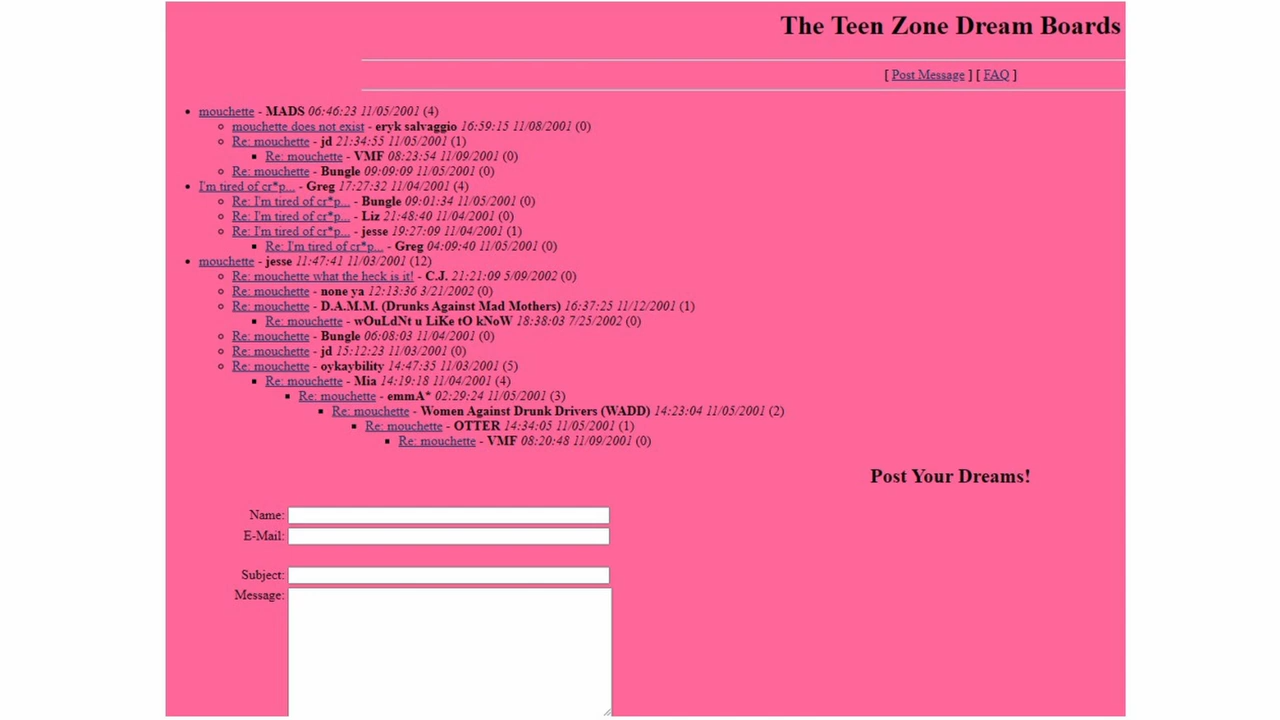 The Teen Zone Dream Boards
[ Post Message ] [ FAQ ]
mouchette - MADS 06:46:23 11/05/2001 (4)
mouchette does not exist - eryk salvaggio 16:59:15 11/08/2001 (0)
Re: mouchette - jd 21:34:55 11/05/2001 (1)
Re: mouchette - VMF 08:23:54 11/09/2001 (0)
Re: mouchette - Bungle 09:09:09 11/05/2001 (0)
I'm tired of cr*p... - Greg 17:27:32 11/04/2001 (4)
Re: I'm tired of cr*p... - Bungle 09:01:34 11/05/2001 (0)
Re: I'm tired of cr*p... - Liz 21:48:40 11/04/2001 (0)
Re: I'm tired of cr*p... - jesse 19:27:09 11/04/2001 (1)
Re: I'm tired of cr*p... - Greg 04:09:40 11/05/2001 (0)
mouchette - jesse 11:47:41 11/03/2001 (12)
Re: mouchette what the heck is it! - C.J. 21:21:09 5/09/2002 (0)
Re: mouchette - none ya 12:13:36 3/21/2002 (0)
Re: mouchette - D.A.M.M. (Drunks Against Mad Mothers) 16:37:25 11/12/2001 (1)
Re: mouchette - wOuLdNt u LiKe tO kNoW 18:38:03 7/25/2002 (0)
Re: mouchette - Bungle 06:08:03 11/04/2001 (0)
Re: mouchette - jd 15:12:23 11/03/2001 (0)
Re: mouchette - oykaybility 14:47:35 11/03/2001 (5)
Re: mouchette - Mia 14:19:18 11/04/2001 (4)
Re: mouchette - emmA* 02:29:24 11/05/2001 (3)
Re: mouchette - Women Against Drunk Drivers (WADD) 14:23:04 11/05/2001 (2)
Re: mouchette - OTTER 14:34:05 11/05/2001 (1)
Re: mouchette - VMF 08:20:48 11/09/2001 (0)
Post Your Dreams!
Name:
E-Mail:
Subject:
Message: